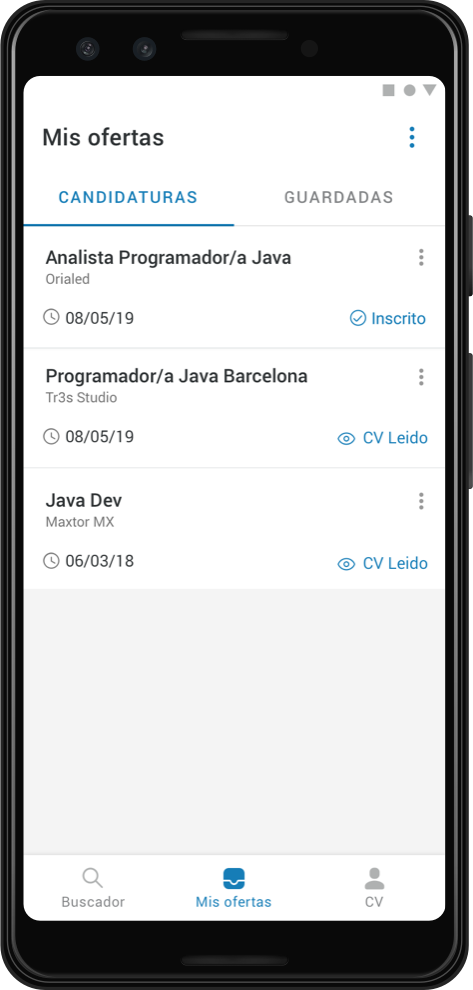 Mis ofertas
CANDIDATURAS GUARDADAS
Analista Programador/a Java
Orialed
08/05/19 Inscrito
Programador/a Java Barcelona
Tr3s Studio
08/05/19 CV Leido
Java Dev
Maxtor MX
06/03/18 CV Leido
Buscador Mis ofertas CV